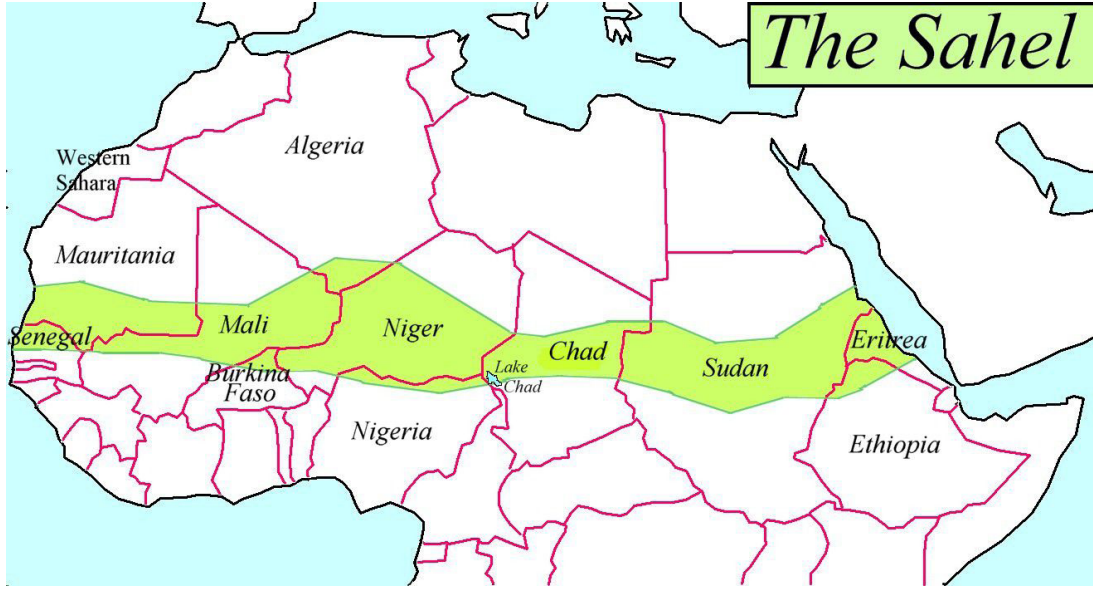 The Sahel
Algeria
Western
Sahara
Mauritania
Senegal
Mali
Niger
Chad
Lake
Chad
Sudan
Eritrea
Burkina
Faso
Nigeria
Ethiopia